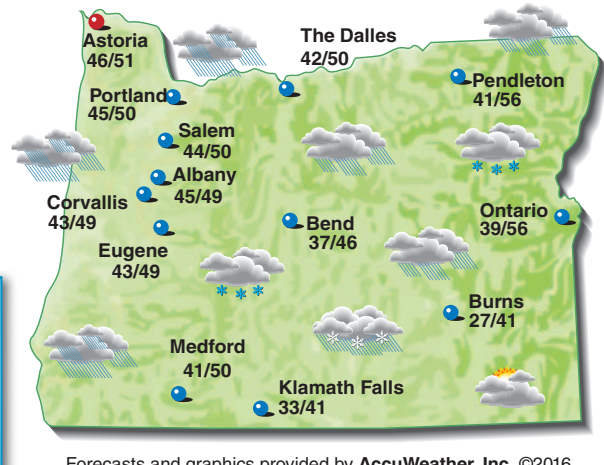 Astoria
46/51
The Dalles
42/50
Pendleton
41/56
Portland
45/50
Salem
44/50
Albany
45/49
Corvallis
43/49
Eugene
43/49
Bend
37/46
Ontario
39/56
Burns
27/41
Medford
41/50
Klamath Falls
33/41
Forecasts and graphics provided by AccuWeather, Inc. ©2016